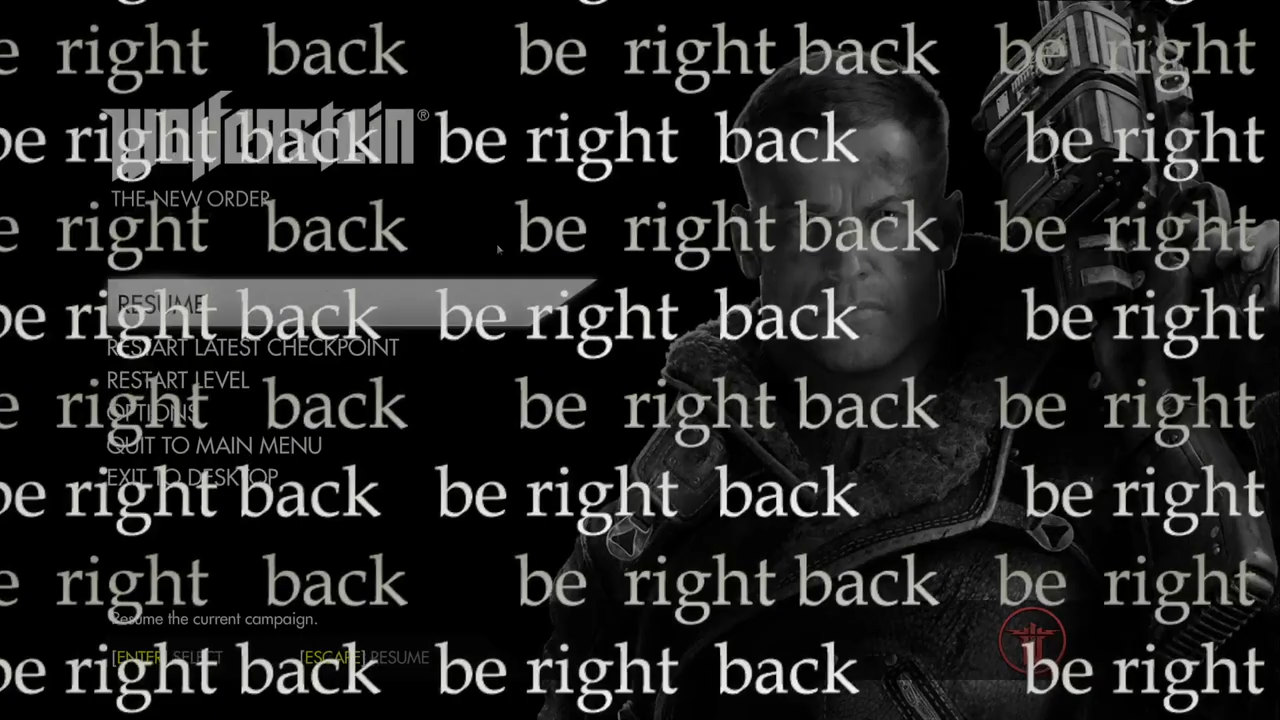 e right back be right back be right
be right back be right back be right
wolfenstein®
THE NEW ORDER
e right back be right back be right
RESUME
be right back be right back be right
RESTART LATEST CHECKPOINT
RESTART LEVEL
e right back be right back be right
OPTIONS
QUIT TO MAIN MENU
EXIT TO DESKTOP
be right back be right back be right
e right back be right back be right
Resume the current campaign.
[ENTER] SELECT [ESCAPE] RESUME
be right back be right back be right